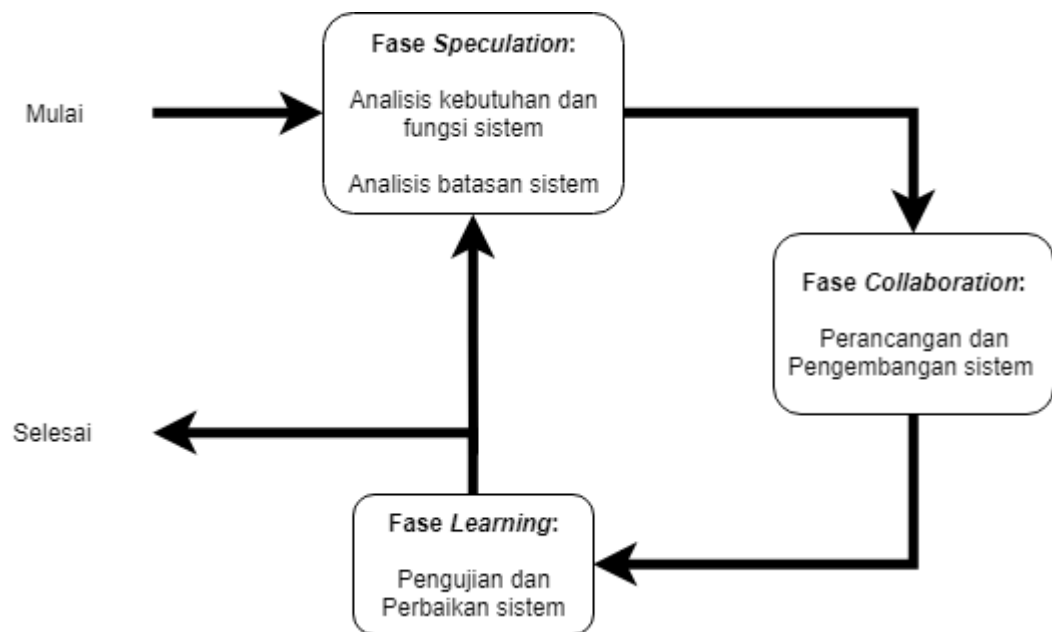 Fase Speculation:
Analisis kebutuhan dan
fungsi sistem
Analisis batasan sistem
Mulai
Fase Collaboration:
Perancangan dan
Pengembangan sistem
Selesai
Fase Learning:
Pengujian dan
Perbaikan sistem